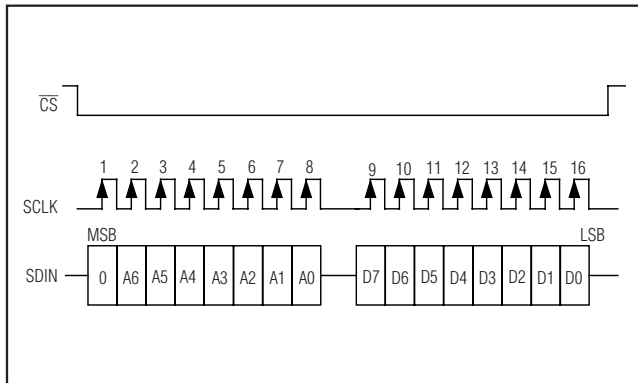 CS
1 2 3 4 5 6 7 8 9 10 11 12 13 14 15 16
SCLK
MSB LSB
SDIN 0 A6 A5 A4 A3 A2 A1 A0 D7 D6 D5 D4 D3 D2 D1 D0